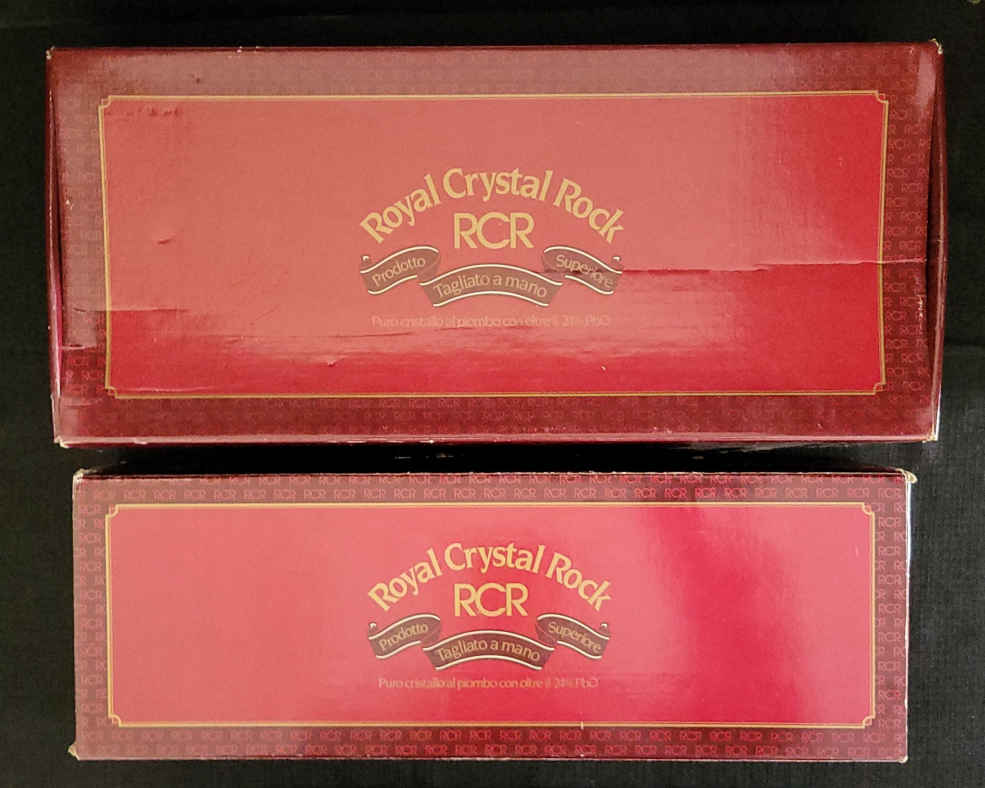 Royal Crystal Rock
RCR
Prodotto Tagliato a mano Superiore
Puro cristallo al piombo con oltre il 24% PbO
Royal Crystal Rock
RCR
Prodotto Tagliato a mano Superiore
Puro cristallo al piombo con oltre il 24% PbO